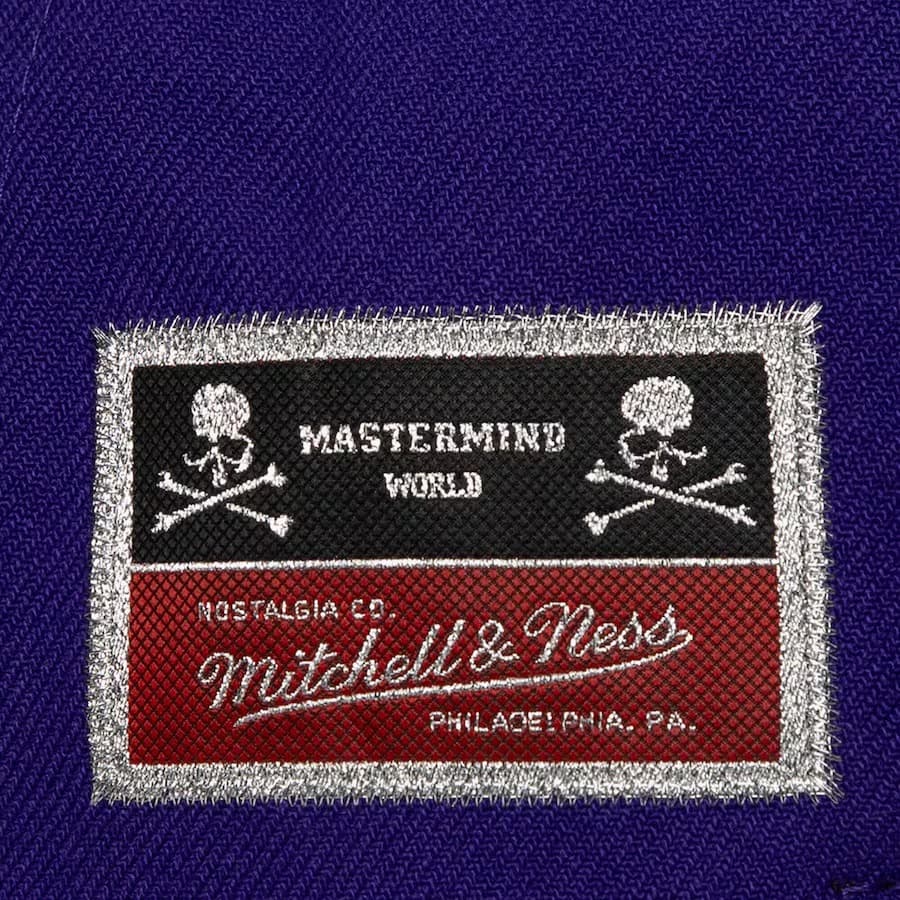 MASTERMIND
WORLD
NOSTALGIA CO.
Mitchell & Ness
PHILADELPHIA, PA.